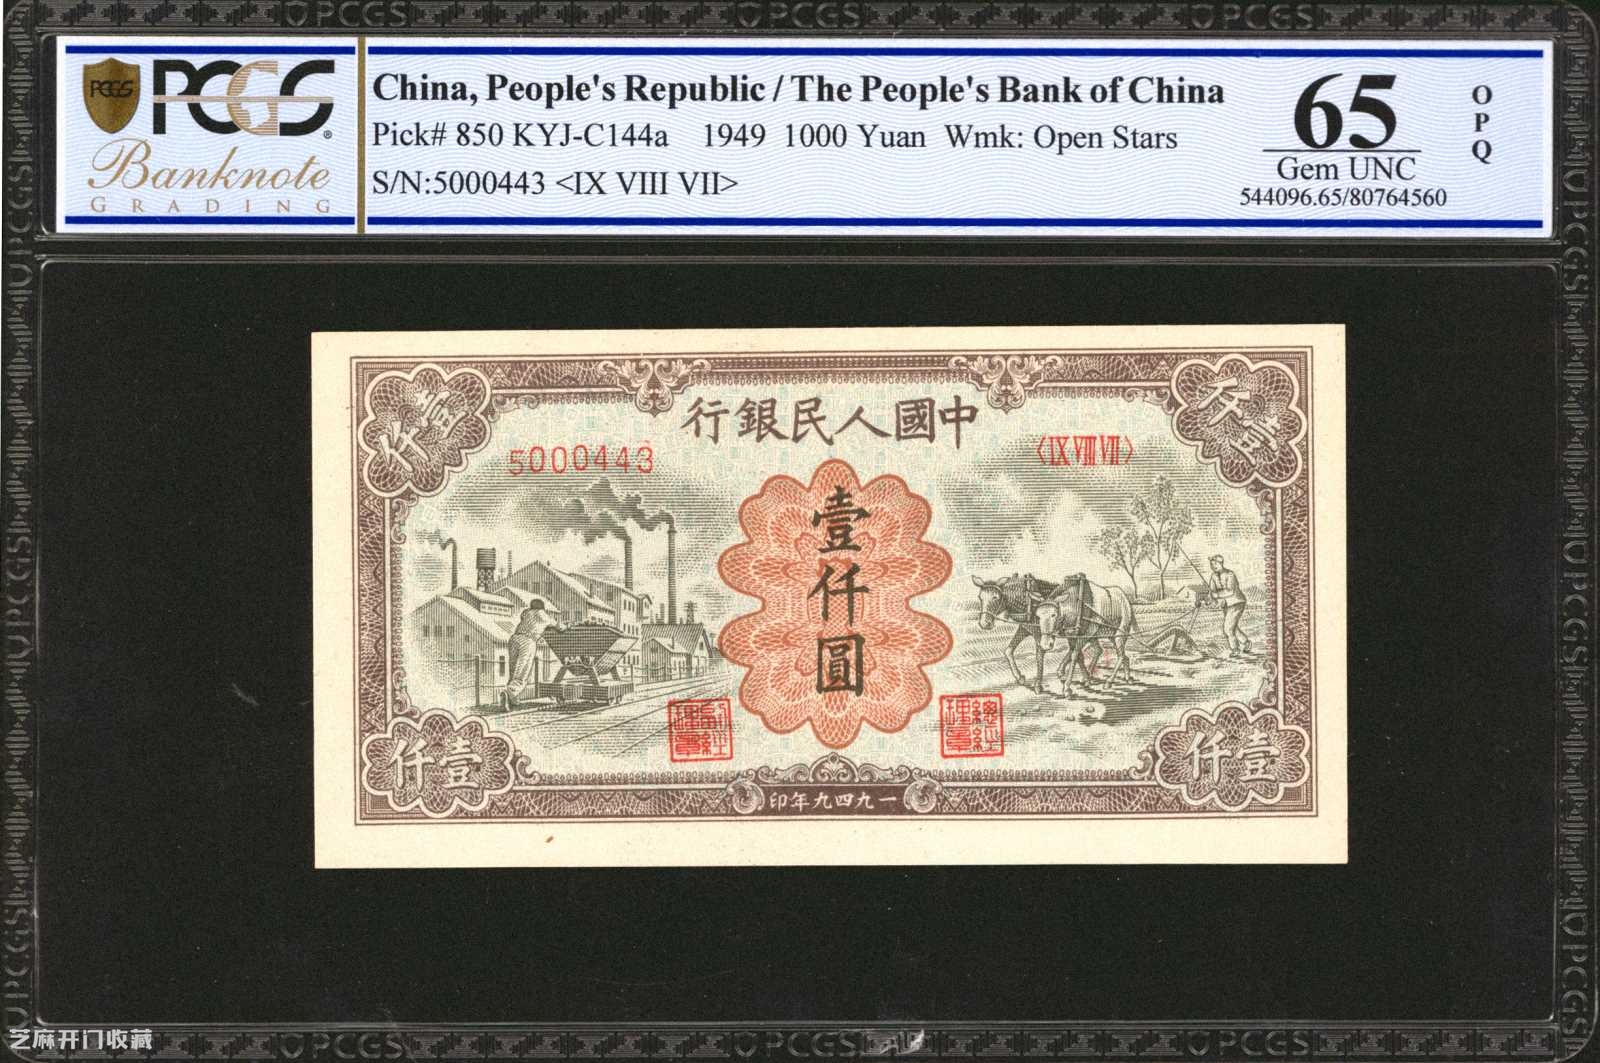 PCGS
PCGS®
Banknote
GRADING
China, People's Republic / The People's Bank of China
Pick# 850 KYJ-C144a 1949 1000 Yuan Wmk: Open Stars
S/N:5000443 <IX VIII VII>
65
Gem UNC
544096.65/80764560
OPQ
行銀民人國中
壹仟
仟壹
5000443
〈IX VIII VII〉
壹仟圓
仟壹
仟壹
印年九四九一
芝麻开门收藏
PCGS